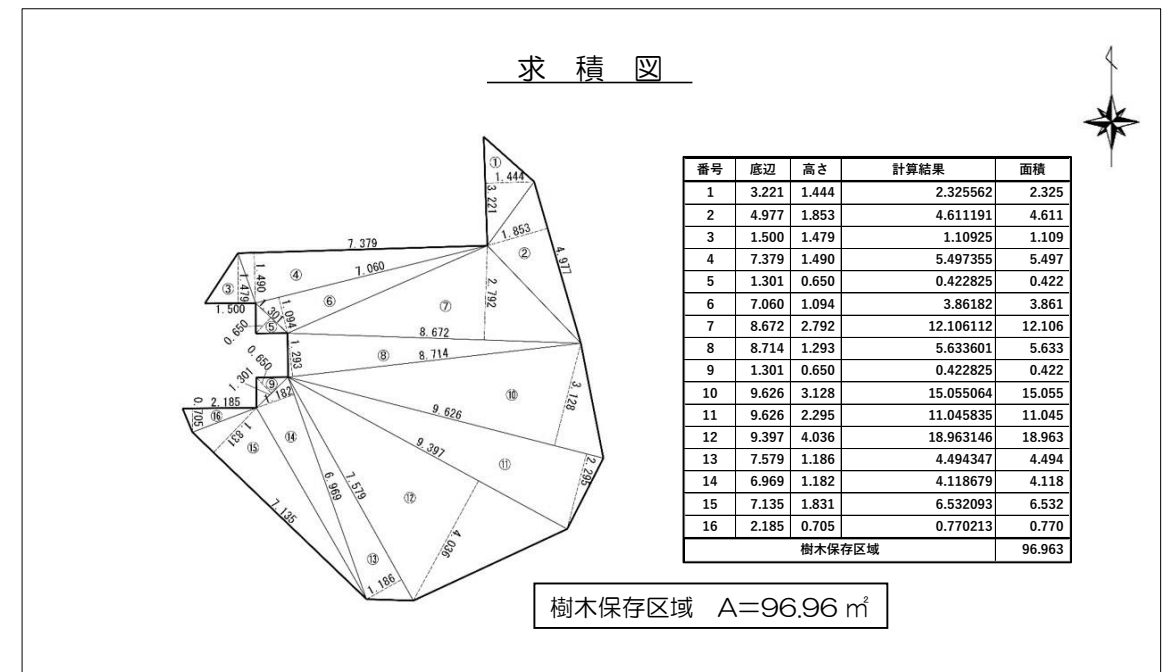 求 積 図
①
1.444
3.221
1.853
②
4.977
7.379
1.490
④
7.060
③
1.479
1.500
1.301
1.094
⑥
2.792
⑦
0.650
⑤
8.672
0.650
1.293
⑧
8.714
1.301
⑨
1.182
⑩
3.128
2.185
0.705
⑯
9.626
1.831
⑭
⑮
9.397
⑪
2.295
6.969
7.579
⑫
7.135
4.036
⑬
1.186
番号 底辺 高さ 計算結果 面積
1 3.221 1.444 2.325562 2.325
2 4.977 1.853 4.611191 4.611
3 1.500 1.479 1.10925 1.109
4 7.379 1.490 5.497355 5.497
5 1.301 0.650 0.422825 0.422
6 7.060 1.094 3.86182 3.861
7 8.672 2.792 12.106112 12.106
8 8.714 1.293 5.633601 5.633
9 1.301 0.650 0.422825 0.422
10 9.626 3.128 15.055064 15.055
11 9.626 2.295 11.045835 11.045
12 9.397 4.036 18.963146 18.963
13 7.579 1.186 4.494347 4.494
14 6.969 1.182 4.118679 4.118
15 7.135 1.831 6.532093 6.532
16 2.185 0.705 0.770213 0.770
樹木保存区域 96.963
樹木保存区域 A=96.96 ㎡